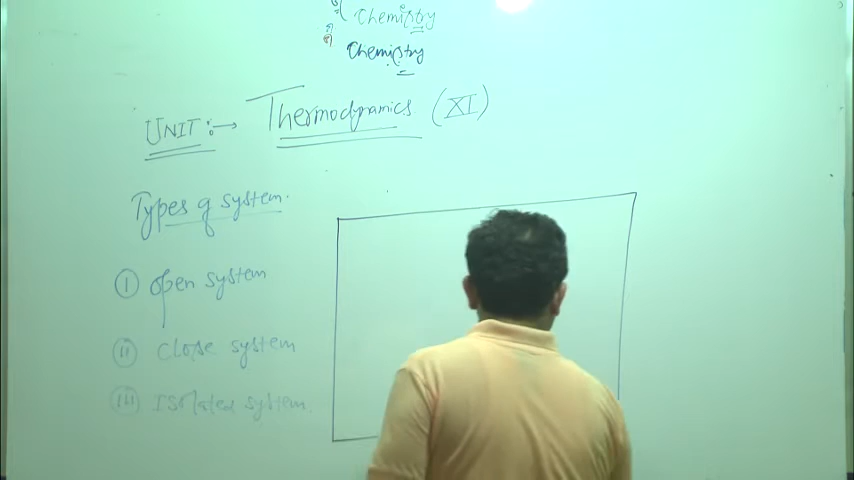 Chemistry
Chemistry
UNIT :→ Thermodynamics (XI)
Types of system.
(i) open system
(ii) close system
(iii) isolated system.